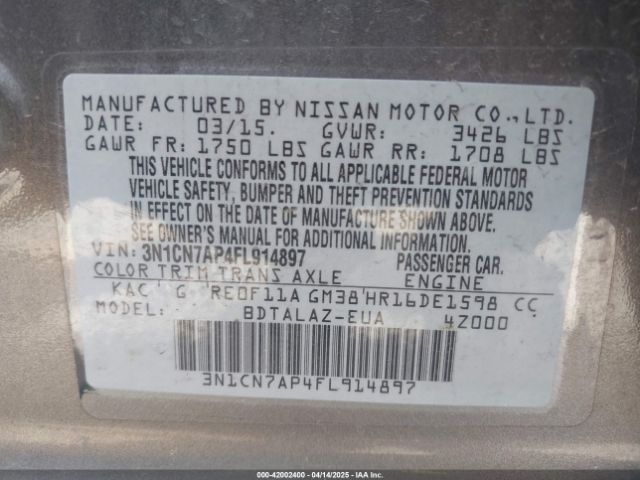 MANUFACTURED BY NISSAN MOTOR CO., LTD.
DATE: 03/15. GVWR: 3426 LBS
GAWR FR: 1750 LBS GAWR RR: 1708 LBS
THIS VEHICLE CONFORMS TO ALL APPLICABLE FEDERAL MOTOR
VEHICLE SAFETY, BUMPER AND THEFT PREVENTION STANDARDS
IN EFFECT ON THE DATE OF MANUFACTURE SHOWN ABOVE.
SEE OWNER'S MANUAL FOR MORE INFORMATION.
VIN: 3N1CN7AP4FL914897 PASSENGER CAR.
COLOR TRIM TRANS AXLE ENGINE
KAC G RE0F11A GM38 HR16DE1598 CC
MODEL: BDTALAZ-EUA 4Z000
3N1CN7AP4FL914897
000-42002400 - 04/14/2025 - IAA, Inc.